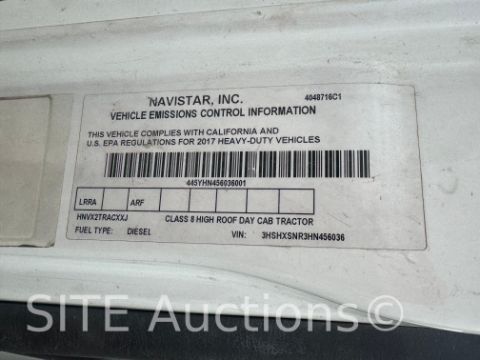 NAVISTAR, INC. 4048716C1
VEHICLE EMISSIONS CONTROL INFORMATION
THIS VEHICLE COMPLIES WITH CALIFORNIA AND
U.S. EPA REGULATIONS FOR 2017 HEAVY-DUTY VEHICLES
445YHN456036001
LRRA ARF
HNVX2TRACXXJ CLASS 8 HIGH ROOF DAY CAB TRACTOR
FUEL TYPE: DIESEL VIN: 3HSHXSNR3HN456036
SITE Auctions.com